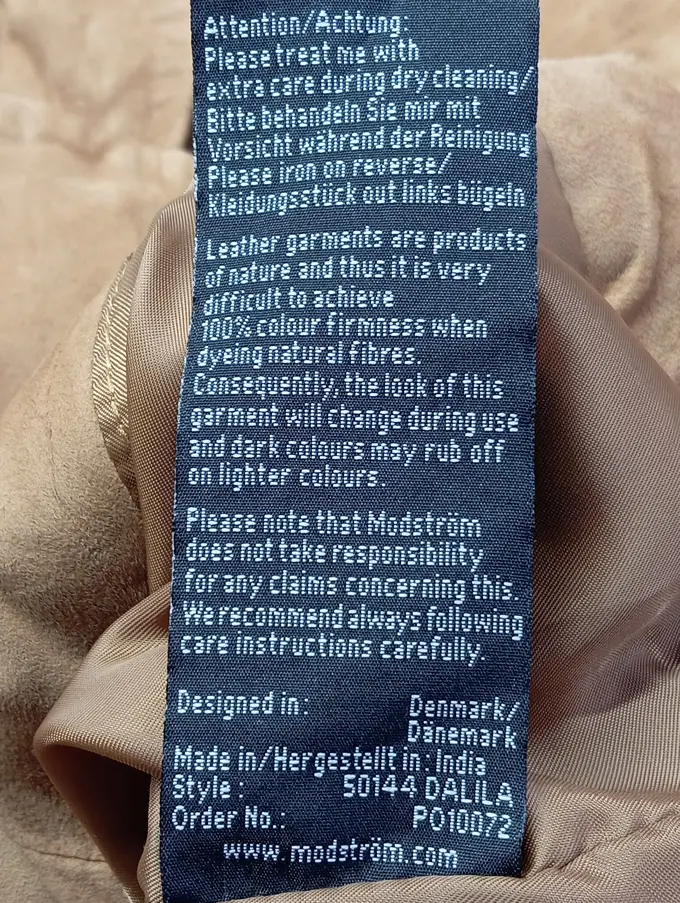 Attention/Achtung:
Please treat me with
extra care during dry cleaning/
Bitte behandeln Sie mir mit
Vorsicht während der Reinigung
Please iron on reverse/
Kleidungsstück out links bügeln
Leather garments are products
of nature and thus it is very
difficult to achieve
100% colour firmness when
dyeing natural fibres.
Consequently, the look of this
garment will change during use
and dark colours may rub off
on lighter colours.
Please note that Modström
does not take responsibility
for any claims concerning this.
We recommend always following
care instructions carefully.
Designed in: Denmark/
Dänemark
Made in/Hergestellt in: India
Style: 50144 DALILA
Order No.: PO10072
www.modström.com